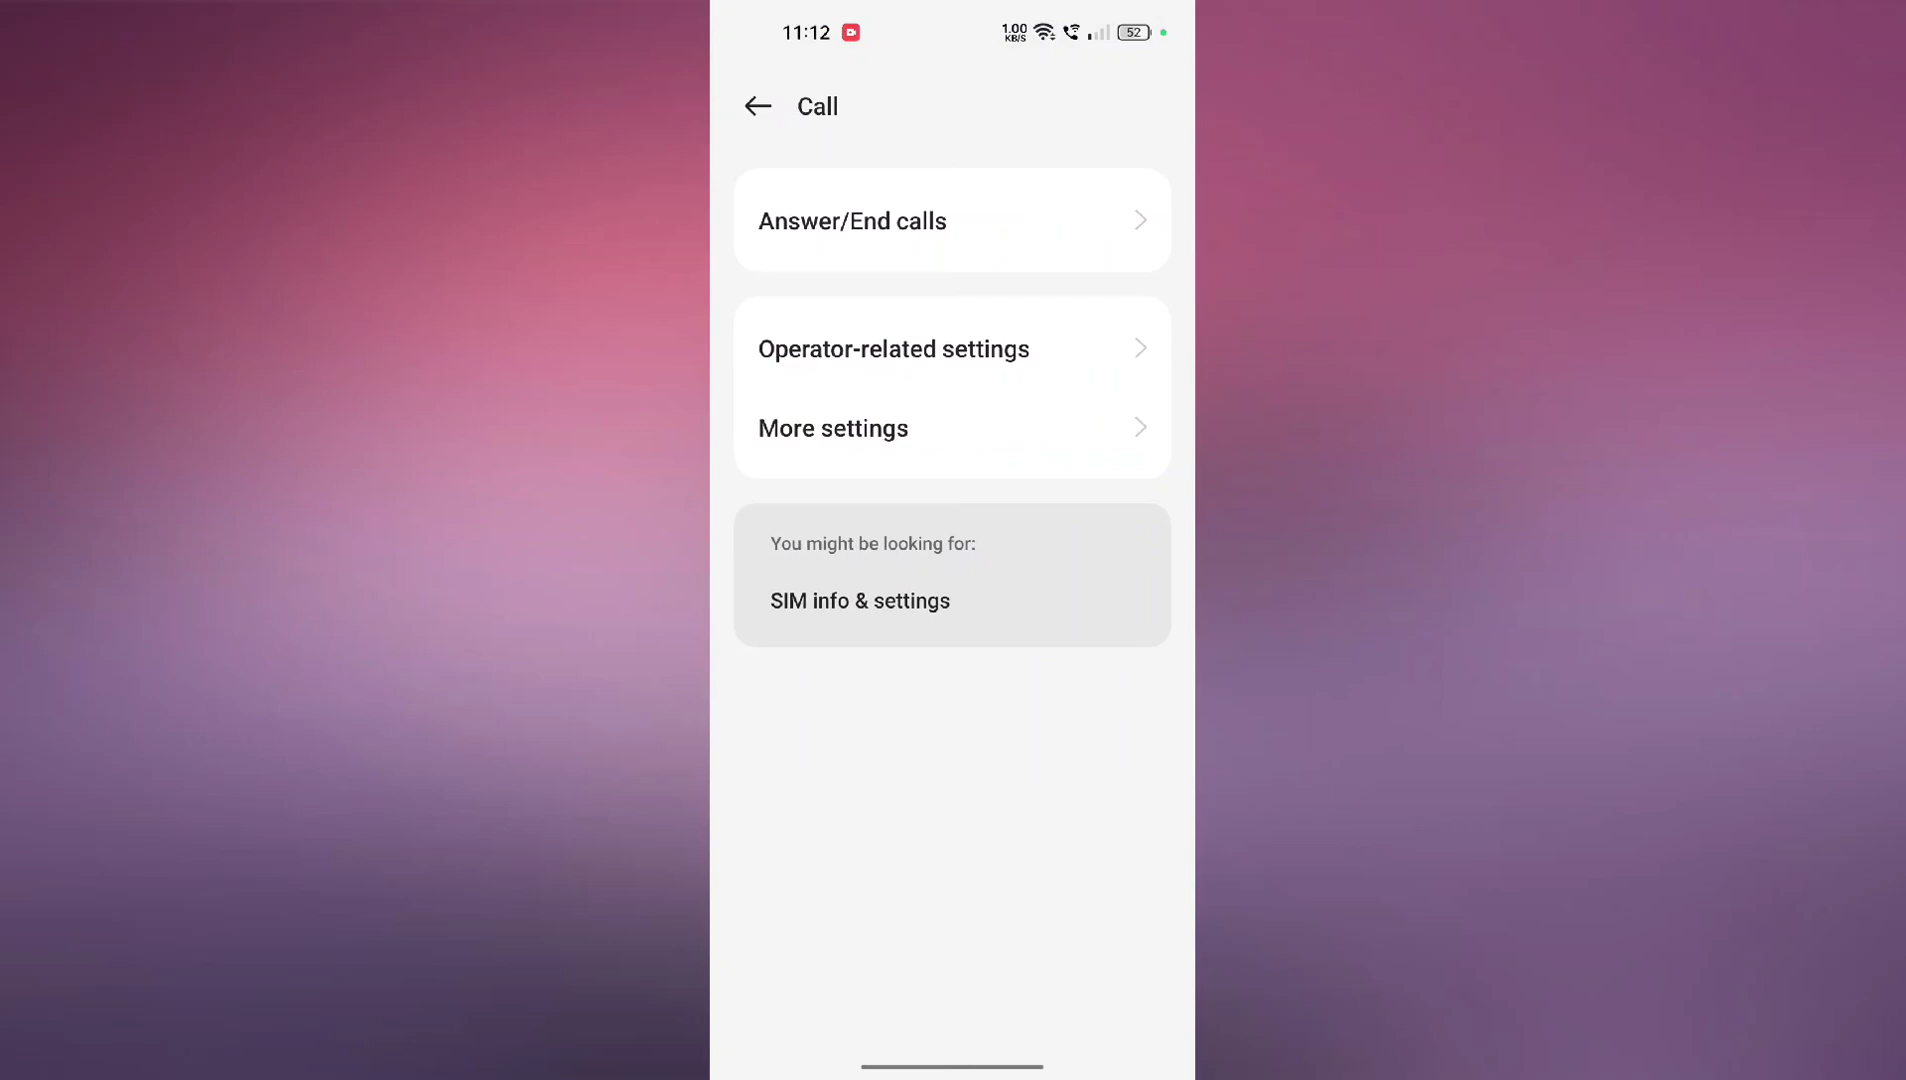 11:12
1.00
KB/S
52
Call
Answer/End calls
Operator-related settings
More settings
You might be looking for:
SIM info & settings